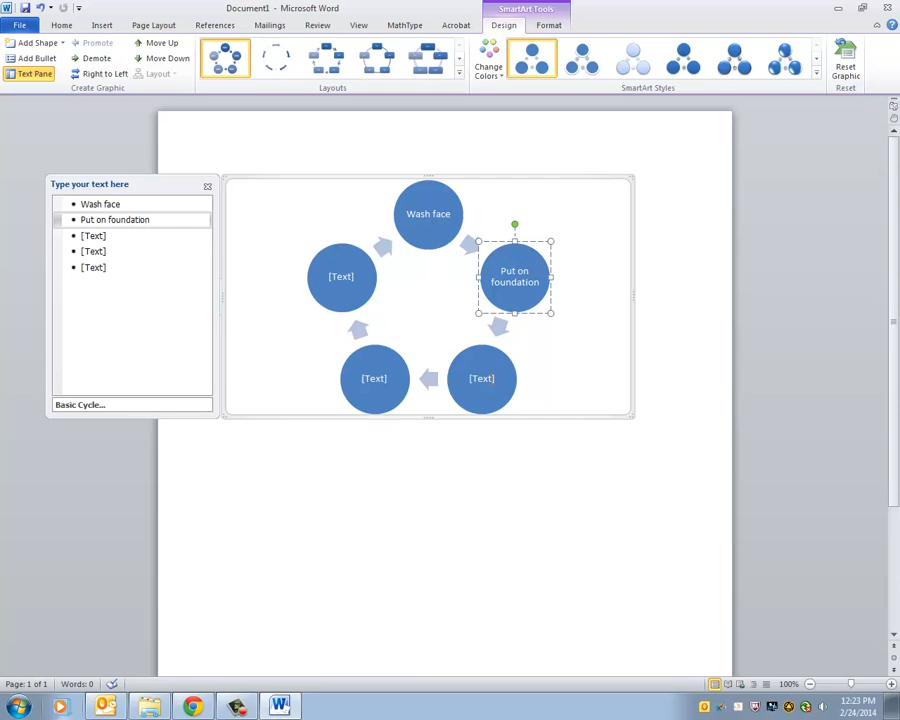 Document1 - Microsoft Word
SmartArt Tools
File Home Insert Page Layout References Mailings Review View MathType Acrobat Design Format
Add Shape Promote Move Up
Add Bullet Demote Move Down
Text Pane Right to Left Layout
Create Graphic
Layouts
Change
Colors
SmartArt Styles
Reset
Graphic
Reset
Type your text here
Wash face
Put on foundation
[Text]
[Text]
[Text]
Basic Cycle...
Wash face
Put on
foundation
[Text]
[Text]
[Text]
Page: 1 of 1 Words: 0
100%
12:23 PM
2/24/2014